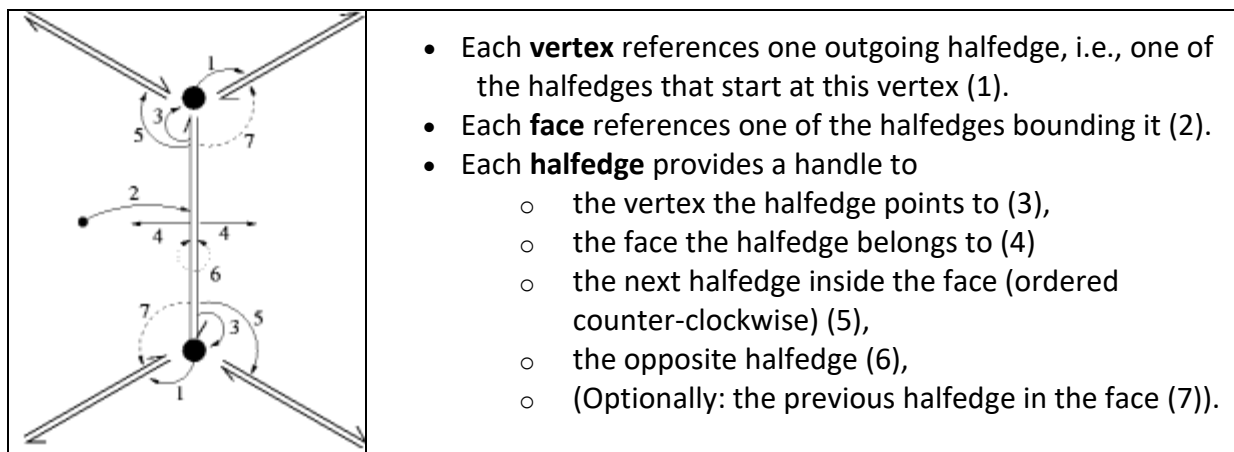 1
3
5
7
2
4
4
6
7
5
3
1
• Each vertex references one outgoing halfedge, i.e., one of
the halfedges that start at this vertex (1).
• Each face references one of the halfedges bounding it (2).
• Each halfedge provides a handle to
○ the vertex the halfedge points to (3),
○ the face the halfedge belongs to (4)
○ the next halfedge inside the face (ordered
counter-clockwise) (5),
○ the opposite halfedge (6),
○ (Optionally: the previous halfedge in the face (7)).